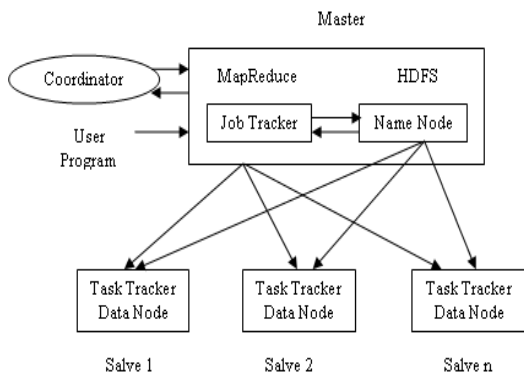 Master
Coordinator
MapReduce
HDFS
Job Tracker
Name Node
User
Program
Task Tracker
Data Node
Task Tracker
Data Node
Task Tracker
Data Node
Salve 1
Salve 2
Salve n